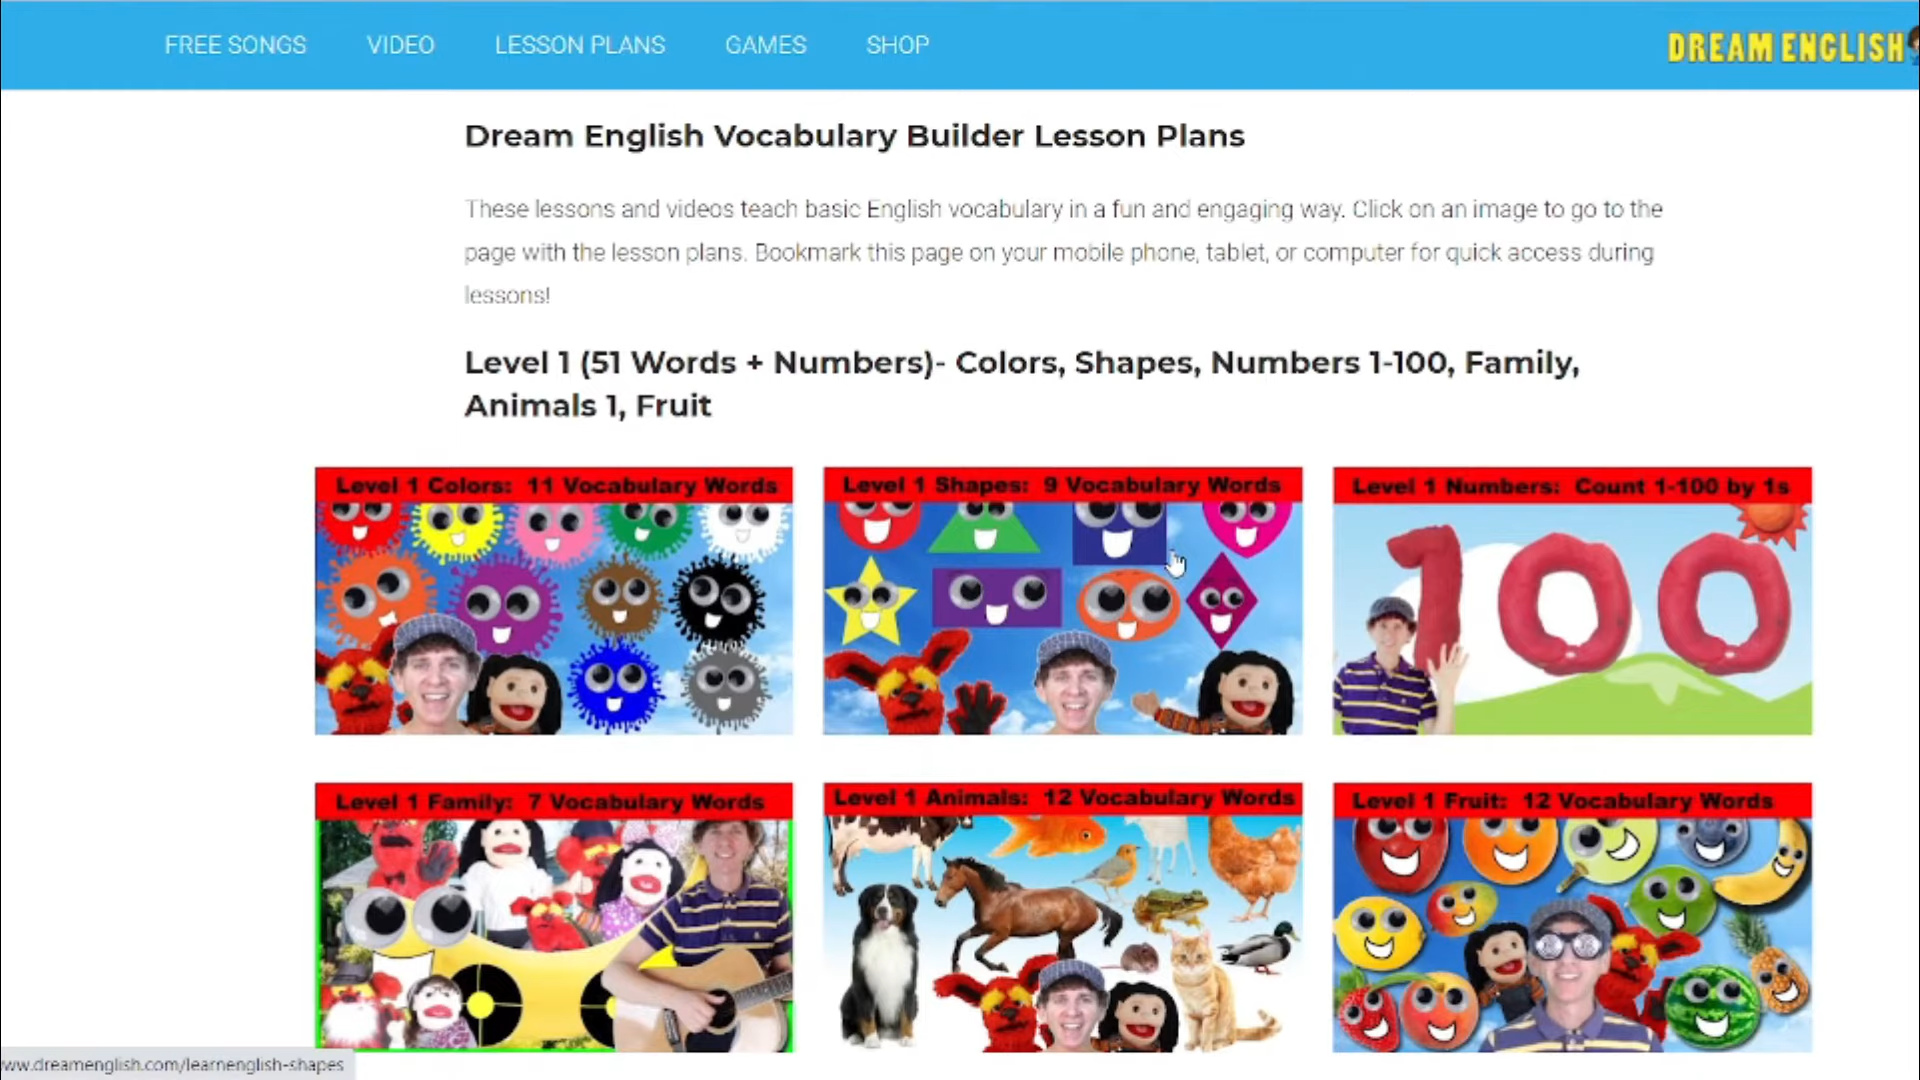 FREE SONGS VIDEO LESSON PLANS GAMES SHOP
DREAM ENGLISH
Dream English Vocabulary Builder Lesson Plans
These lessons and videos teach basic English vocabulary in a fun and engaging way. Click on an image to go to the
page with the lesson plans. Bookmark this page on your mobile phone, tablet, or computer for quick access during
lessons!
Level 1 (51 Words + Numbers)- Colors, Shapes, Numbers 1-100, Family,
Animals 1, Fruit
Level 1 Colors: 11 Vocabulary Words
Level 1 Shapes: 9 Vocabulary Words
Level 1 Numbers: Count 1-100 by 1s
100
Level 1 Family: 7 Vocabulary Words
Level 1 Animals: 12 Vocabulary Words
Level 1 Fruit: 12 Vocabulary Words
ww.dreamenglish.com/learnenglish-shapes